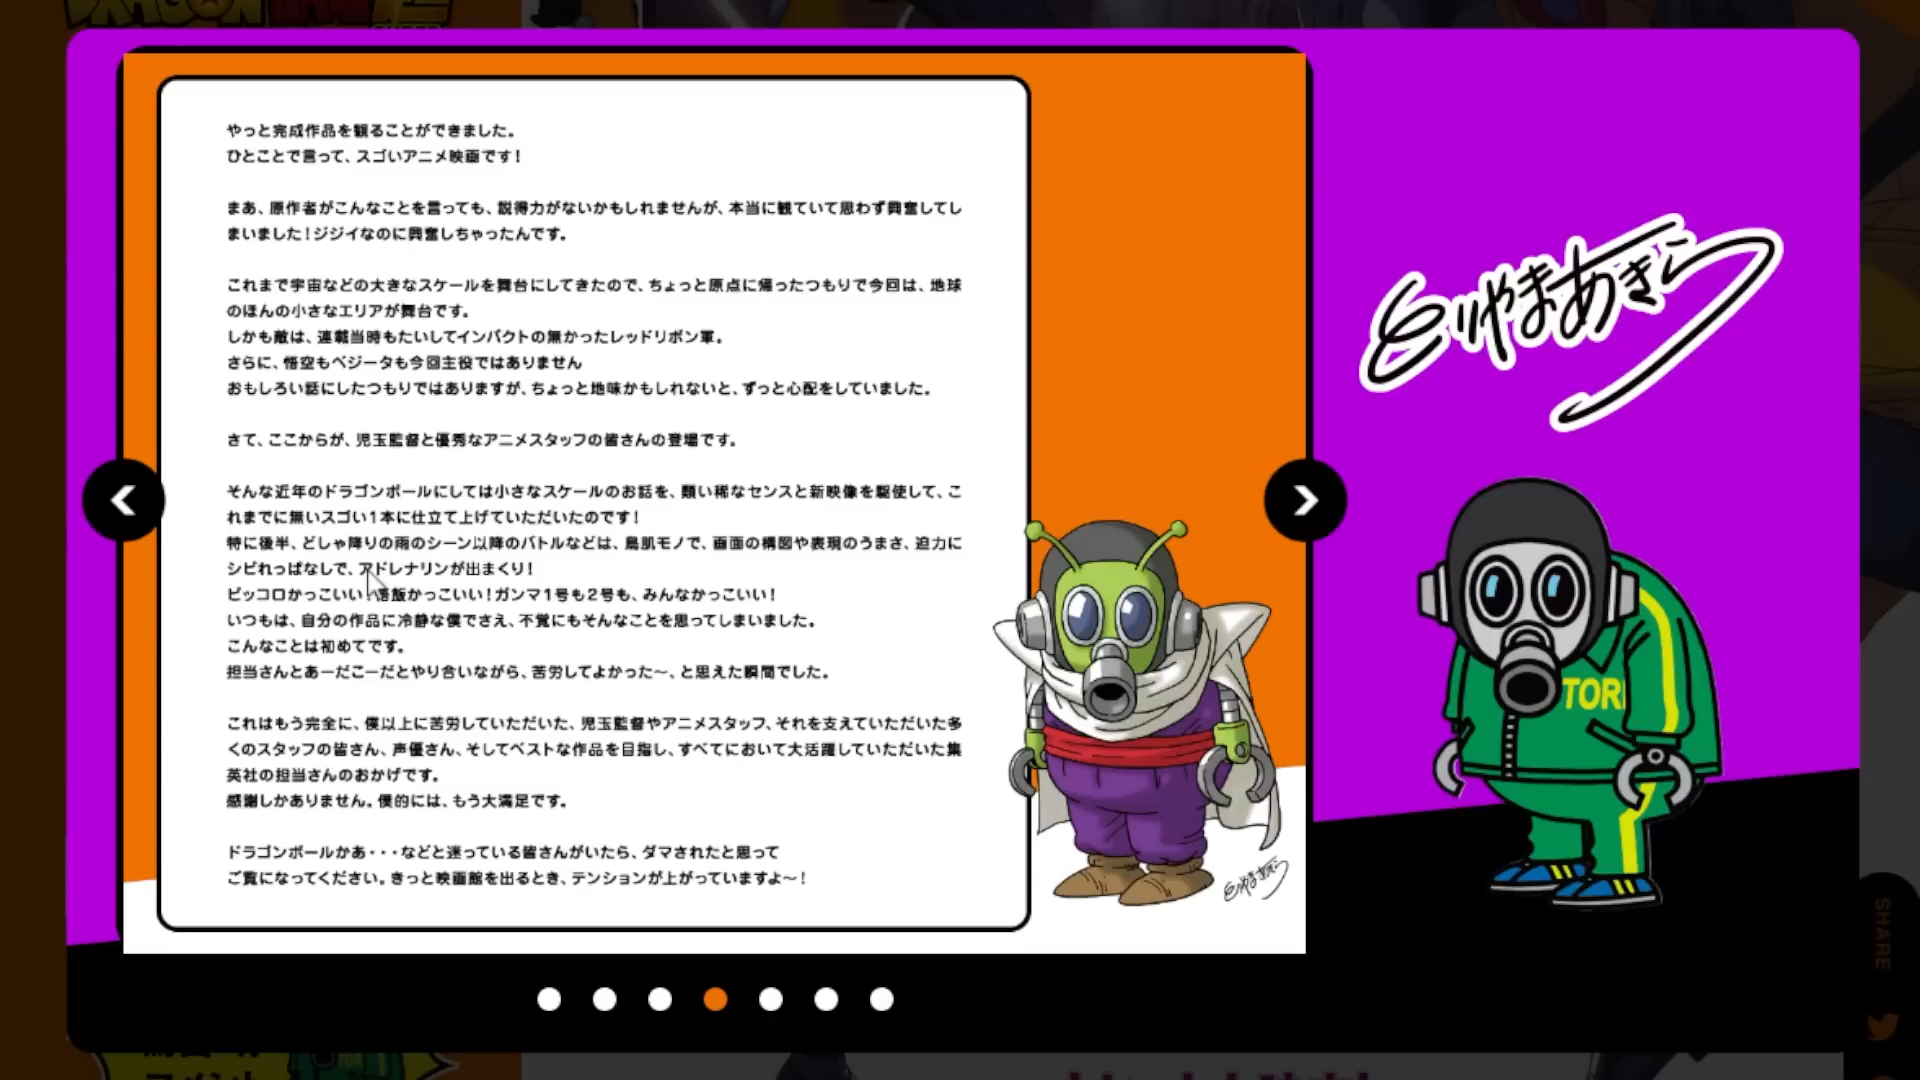 やっと完成作品を観ることができました。
ひとことで言って、スゴいアニメ映画です!
まあ、原作者がこんなことを言っても、説得力がないかもしれませんが、本当に観ていて思わず興奮してし
まいました!ジジイなのに興奮しちゃったんです。
これまで宇宙などの大きなスケールを舞台にしてきたので、ちょっと原点に帰ったつもりで今回は、地球
のほんの小さなエリアが舞台です。
しかも敵は、連載当時もたいしてインパクトの無かったレッドリボン軍。
さらに、悟空もベジータも今回主役ではありません
おもしろい話にしたつもりではありますが、ちょっと地味かもしれないと、ずっと心配をしていました。
さて、ここからが、児玉監督と優秀なアニメスタッフの皆さんの登場です。
そんな近年のドラゴンボールにしては小さなスケールのお話を、類い稀なセンスと新映像を駆使して、こ
れまでに無いスゴい1本に仕立て上げていただいたのです!
特に後半、どしゃ降りの雨のシーン以降のバトルなどは、鳥肌モノで、画面の構図や表現のうまさ、迫力に
シビれっぱなしで、アドレナリンが出まくり!
ピッコロかっこいい 悟飯かっこいい!ガンマ1号も2号も、みんなかっこいい!
いつもは、自分の作品に冷静な僕でさえ、不覚にもそんなことを思ってしまいました。
こんなことは初めてです。
担当さんとあーだこーだとやり合いながら、苦労してよかった〜、と思えた瞬間でした。
これはもう完全に、僕以上に苦労していただいた、児玉監督やアニメスタッフ、それを支えていただいた多
くのスタッフの皆さん、声優さん、そしてベストな作品を目指し、すべてにおいて大活躍していただいた集
英社の担当さんのおかげです。
感謝しかありません。僕的には、もう大満足です。
ドラゴンボールかあ・・・などと迷っている皆さんがいたら、ダマされたと思って
ご覧になってください。きっと映画館を出るとき、テンションが上がっていますよ〜!
とりやまあきら
とりやまあきら
TORI
SHARE